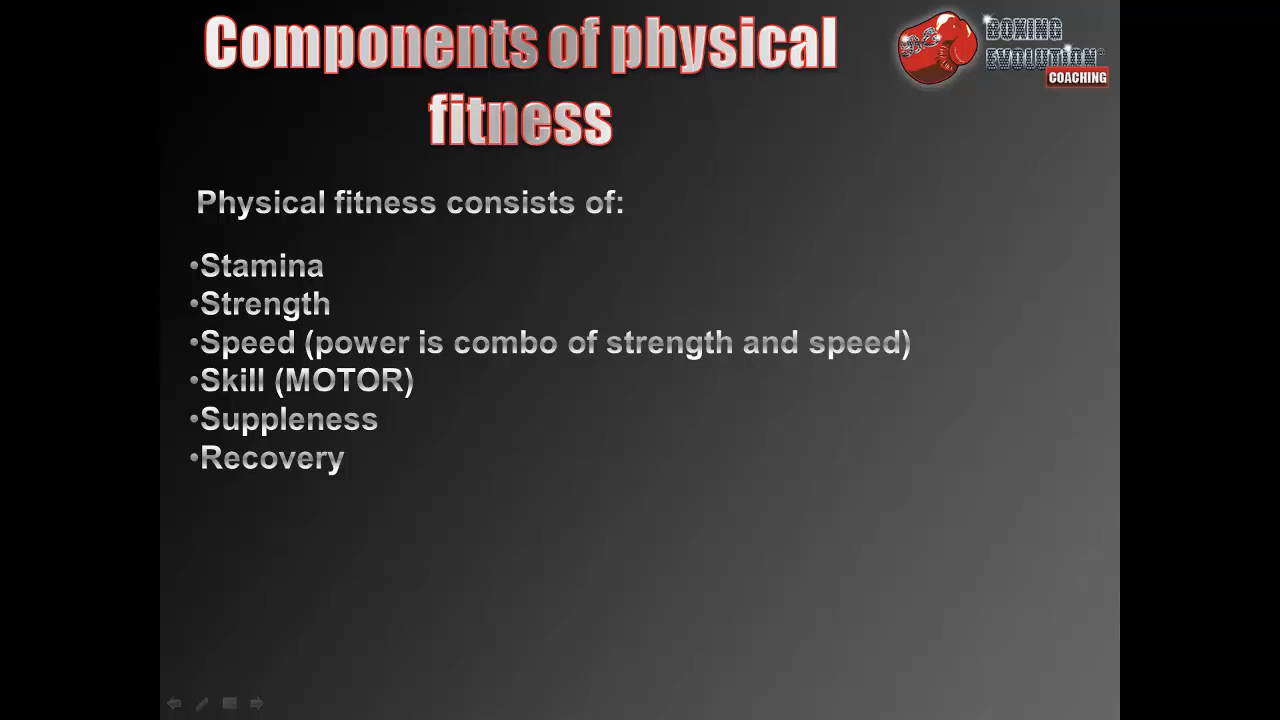 Components of physical
fitness
BOXING
EVOLUTION
COACHING
Physical fitness consists of:
•Stamina
•Strength
•Speed (power is combo of strength and speed)
•Skill (MOTOR)
•Suppleness
•Recovery